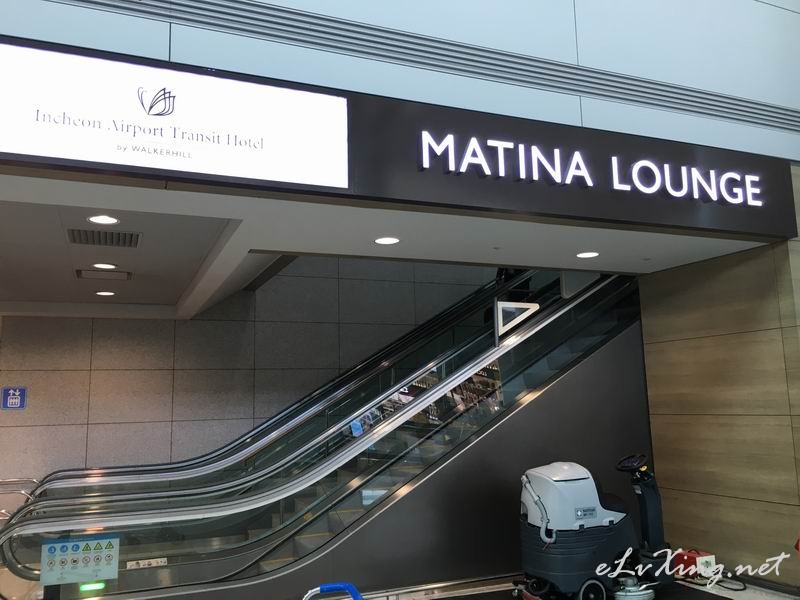 Incheon Airport Transit Hotel
by WALKERHILL
MATINA LOUNGE
eLvXing.net